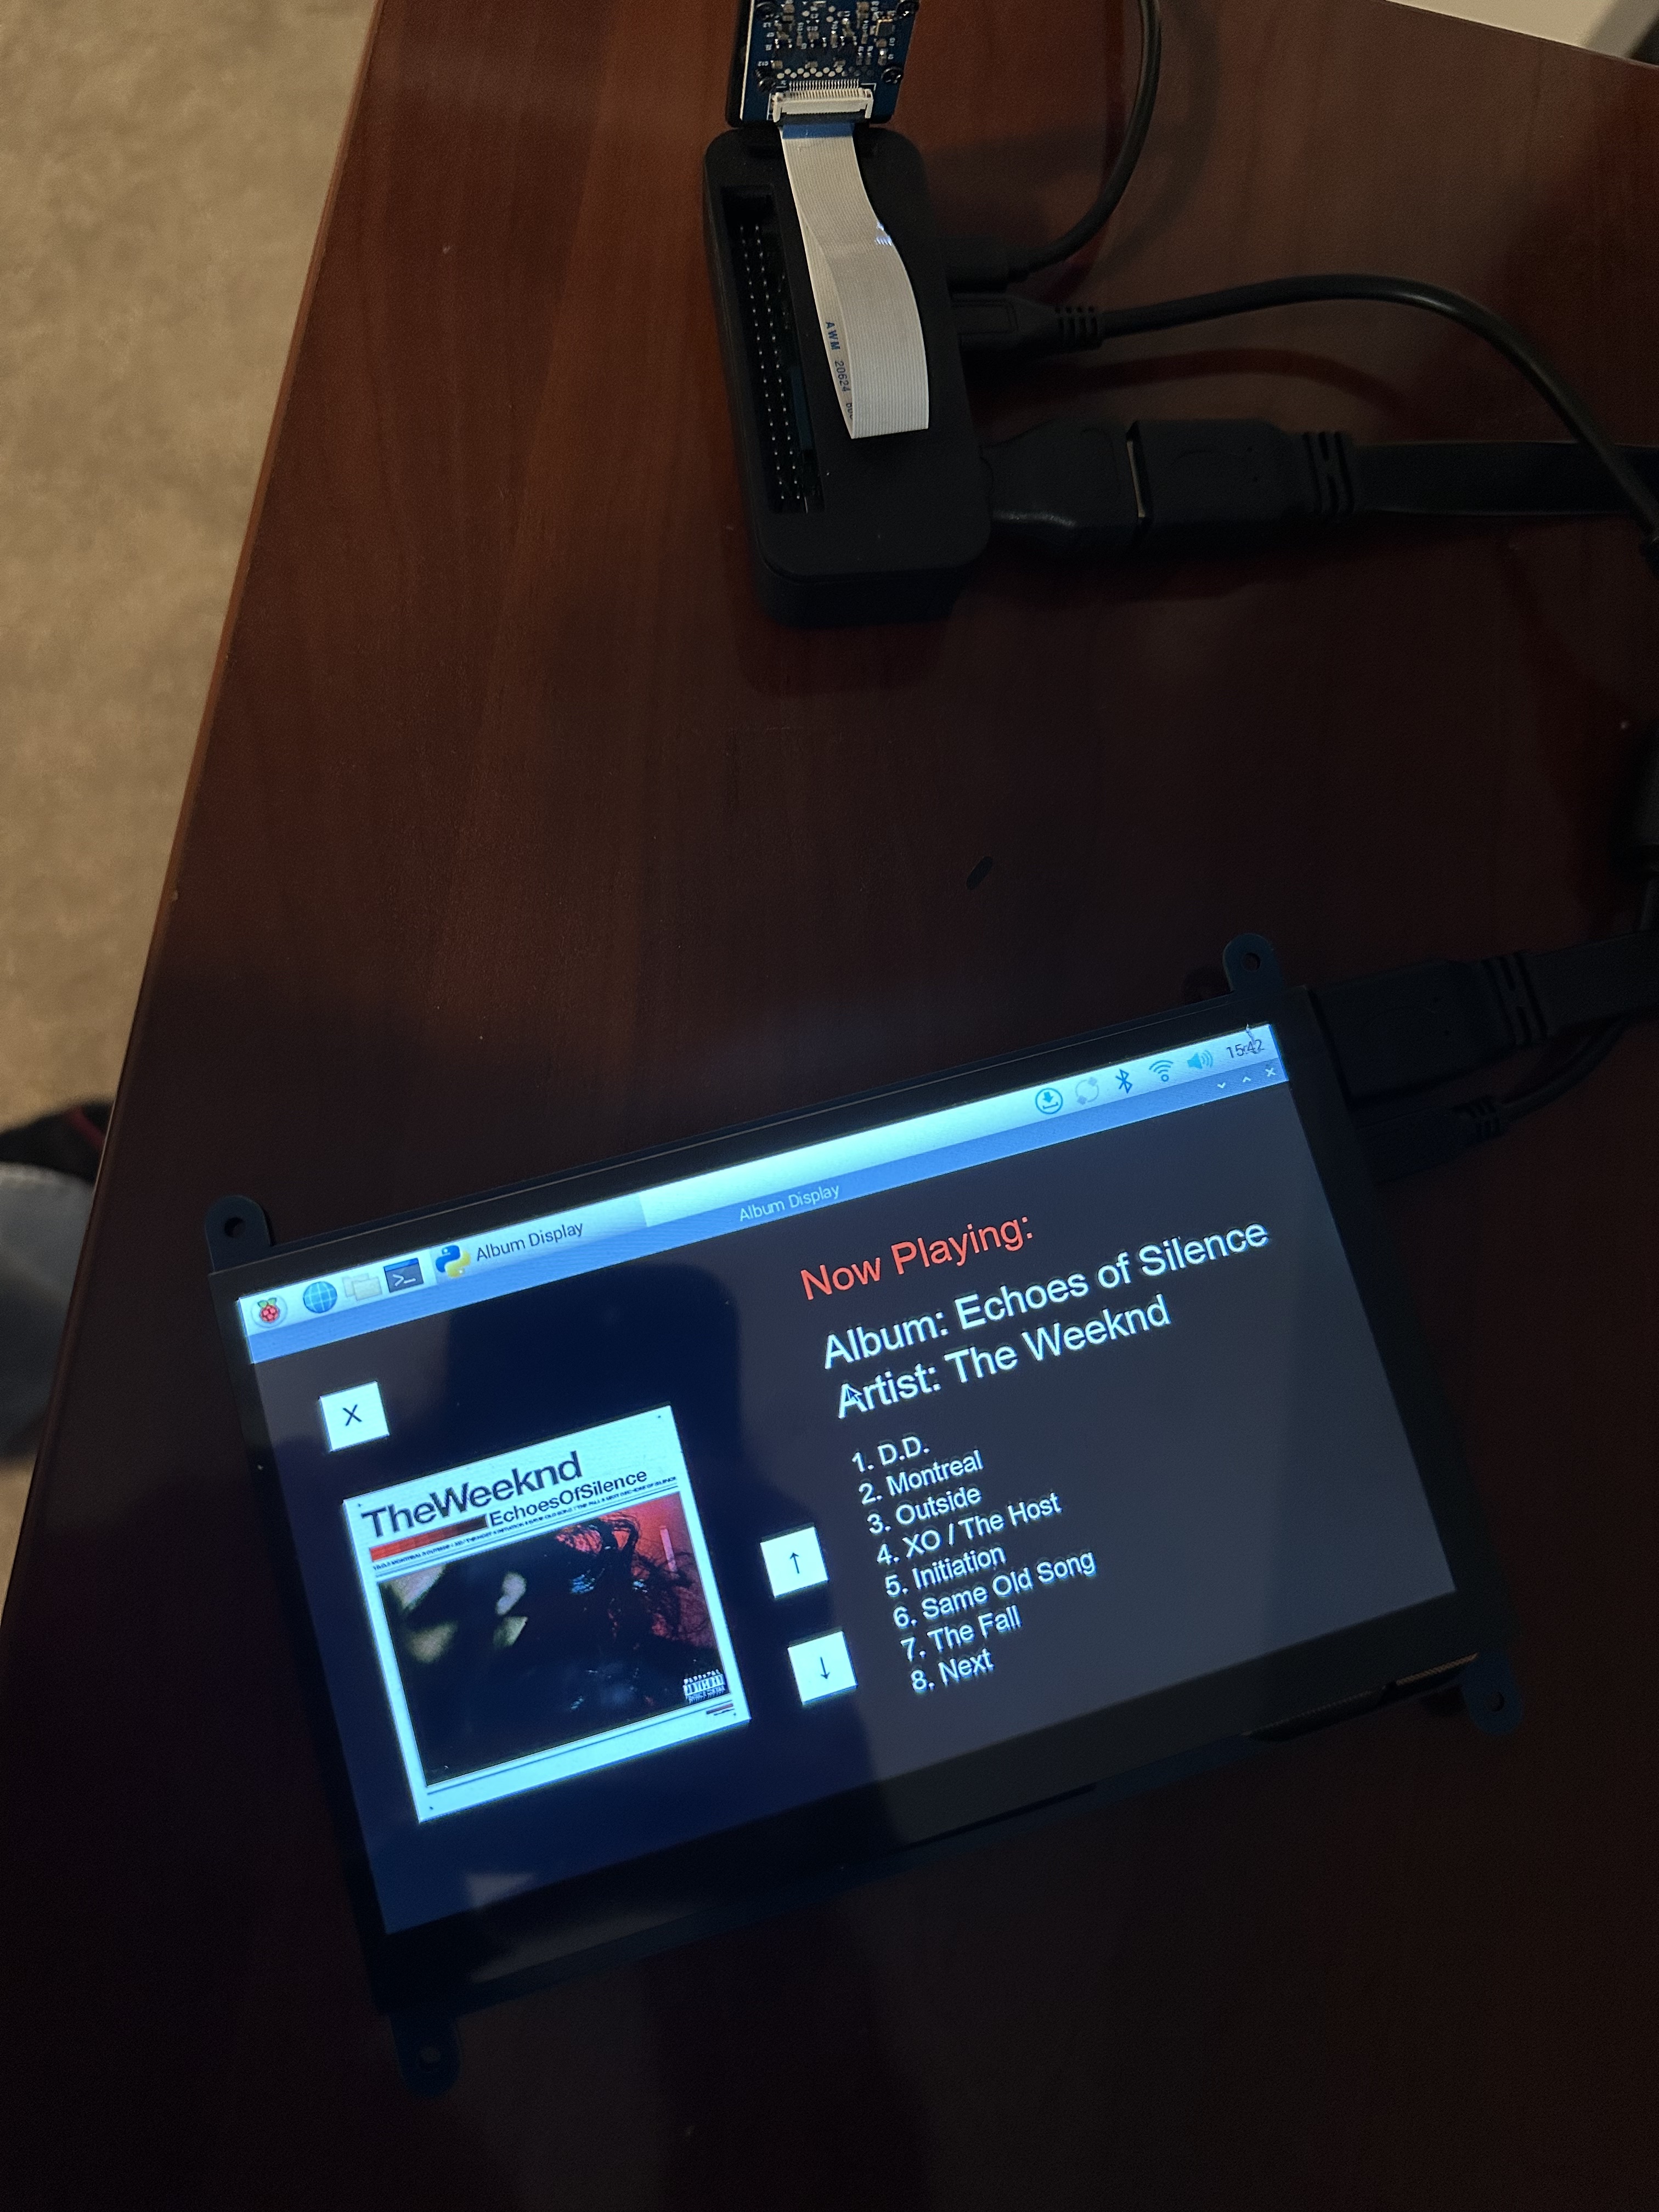 AWM 20624
15:42
Album Display
Album Display
Now Playing:
Album: Echoes of Silence
Artist: The Weeknd
X
TheWeeknd
EchoesOfSilence
↑
↓
1. D.D.
2. Montreal
3. Outside
4. XO / The Host
5. Initiation
6. Same Old Song
7. The Fall
8. Next